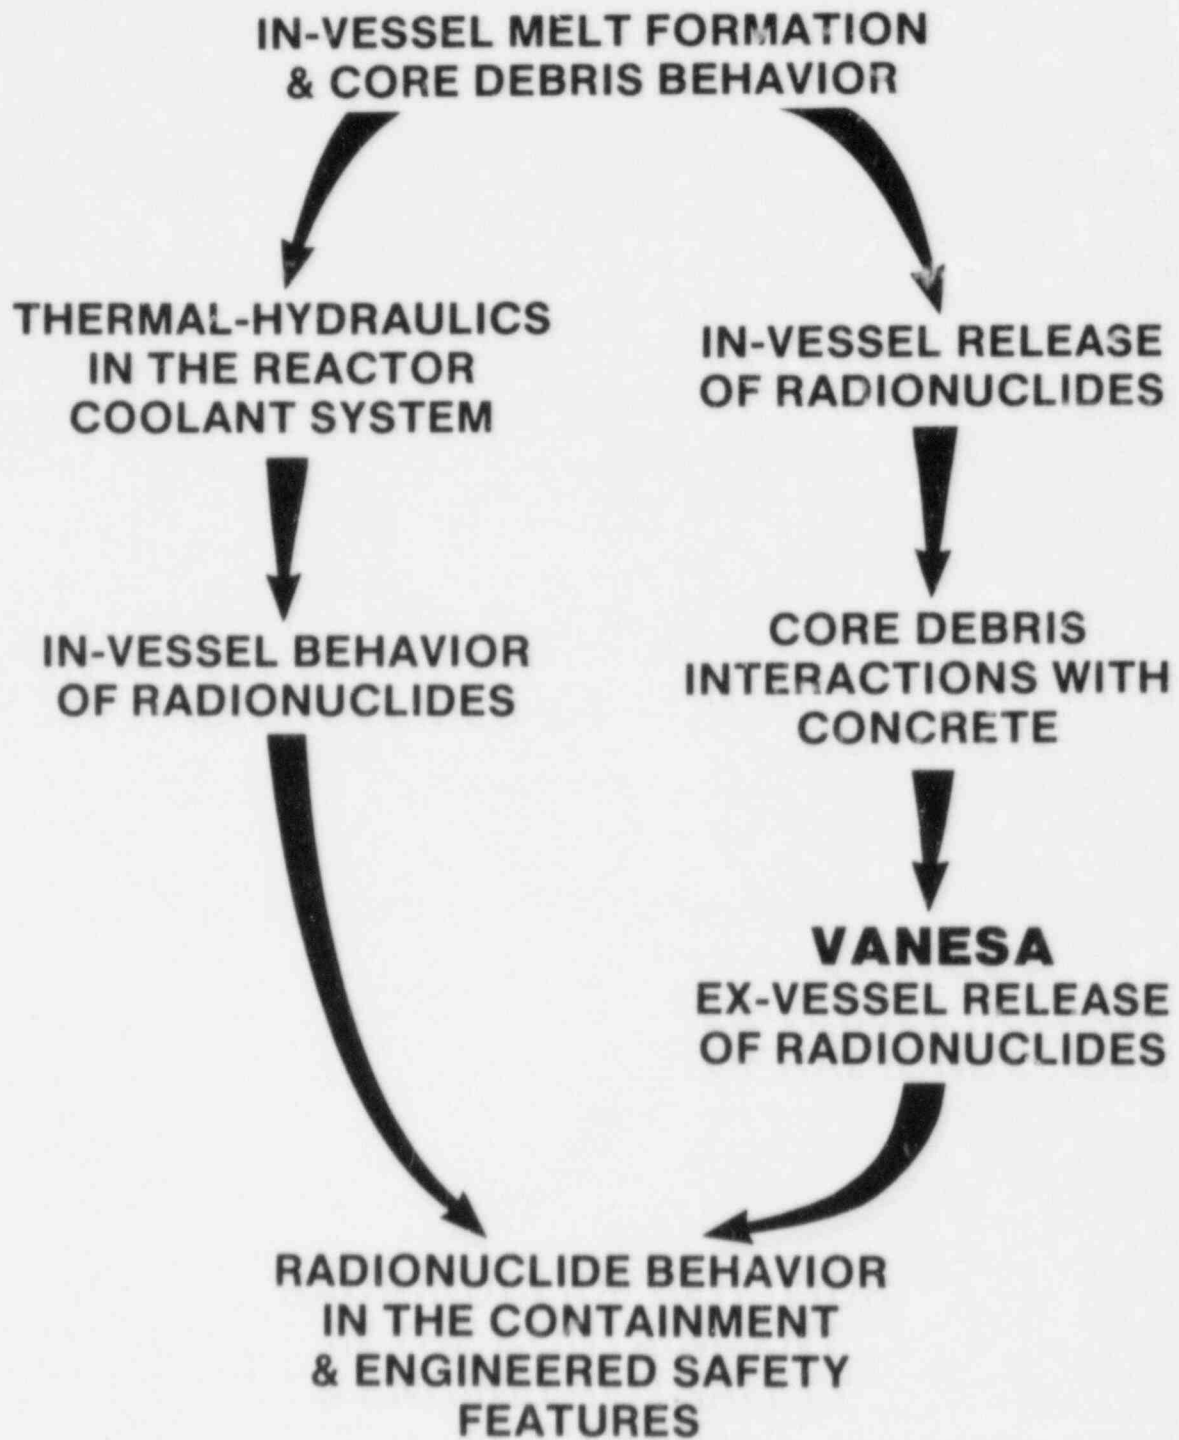 IN-VESSEL MELT FORMATION
& CORE DEBRIS BEHAVIOR
THERMAL-HYDRAULICS
IN THE REACTOR
COOLANT SYSTEM
IN-VESSEL RELEASE
OF RADIONUCLIDES
IN-VESSEL BEHAVIOR
OF RADIONUCLIDES
CORE DEBRIS
INTERACTIONS WITH
CONCRETE
VANESA
EX-VESSEL RELEASE
OF RADIONUCLIDES
RADIONUCLIDE BEHAVIOR
IN THE CONTAINMENT
& ENGINEERED SAFETY
FEATURES